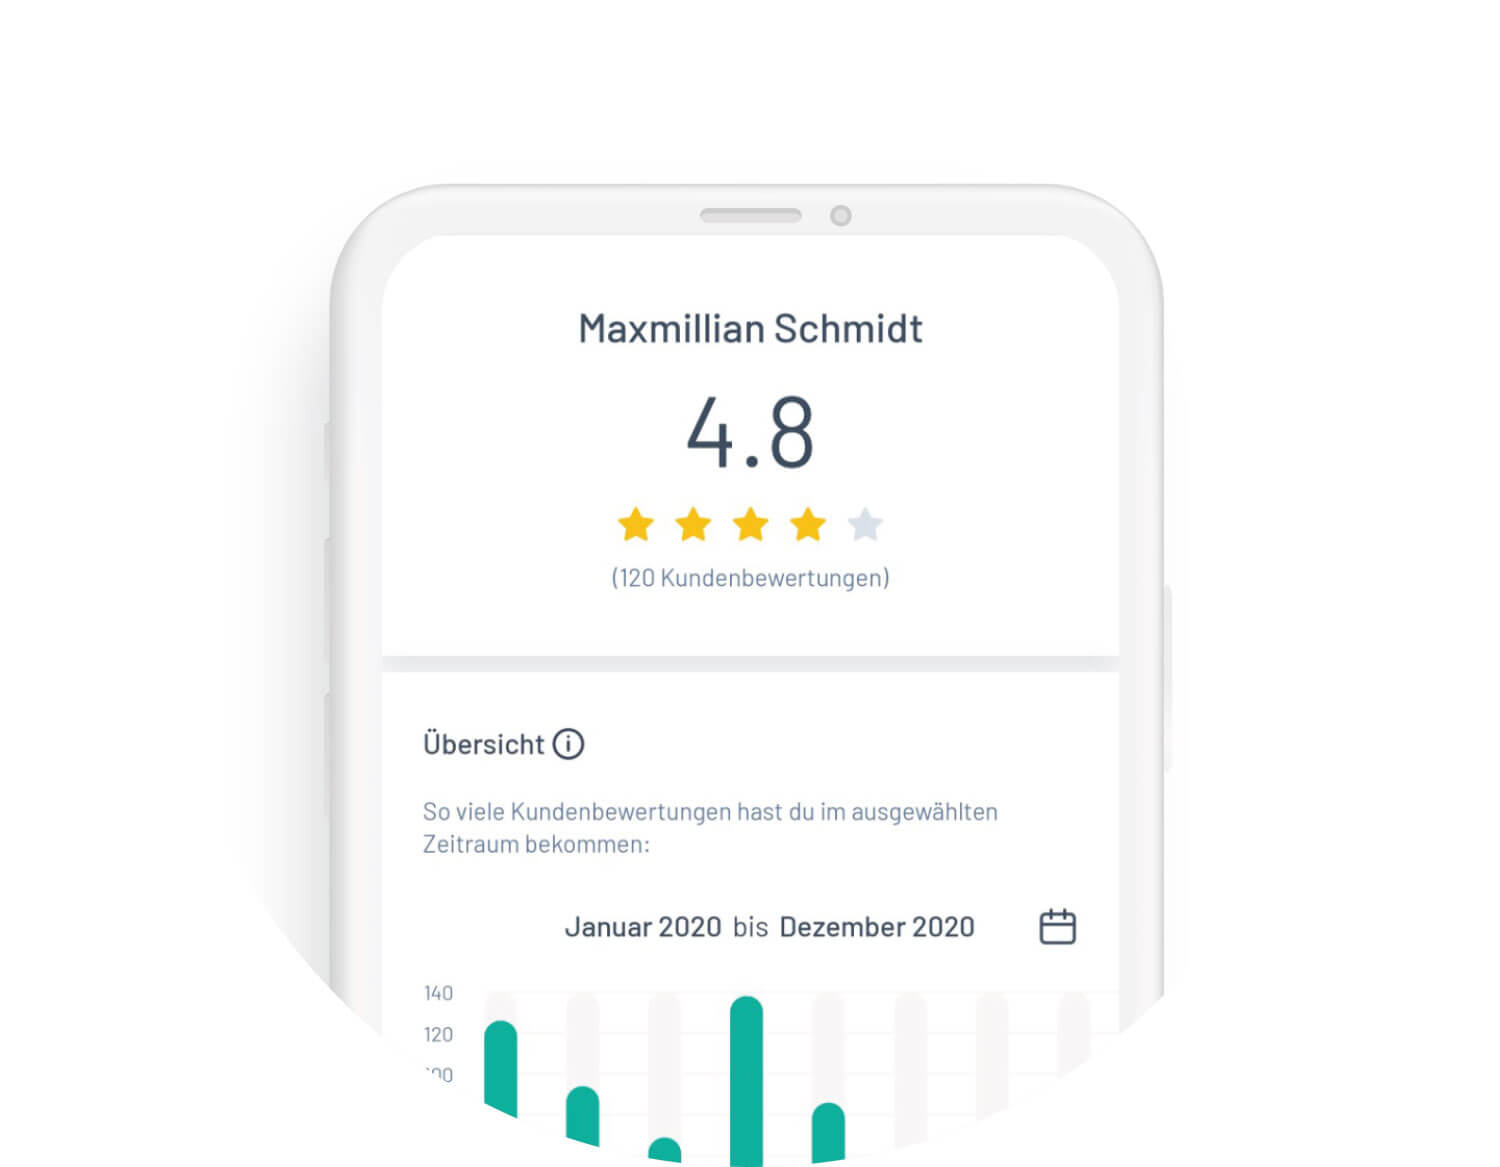 Maxmillian Schmidt
4.8
(120 Kundenbewertungen)
Übersicht
So viele Kundenbewertungen hast du im ausgewählten
Zeitraum bekommen:
Januar 2020 bis Dezember 2020
140
120